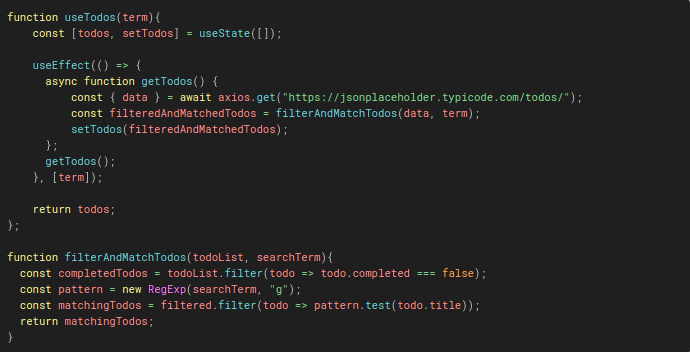 function useTodos(term){
    const [todos, setTodos] = useState([]);

    useEffect(() => {
      async function getTodos() {
          const { data } = await axios.get("https://jsonplaceholder.typicode.com/todos/");
          const filteredAndMatchedTodos = filterAndMatchTodos(data, term);
          setTodos(filteredAndMatchedTodos);
      };
      getTodos();
    }, [term]);

    return todos;
};

function filterAndMatchTodos(todoList, searchTerm){
  const completedTodos = todoList.filter(todo => todo.completed === false);
  const pattern = new RegExp(searchTerm, "g");
  const matchingTodos = filtered.filter(todo => pattern.test(todo.title));
  return matchingTodos;
}